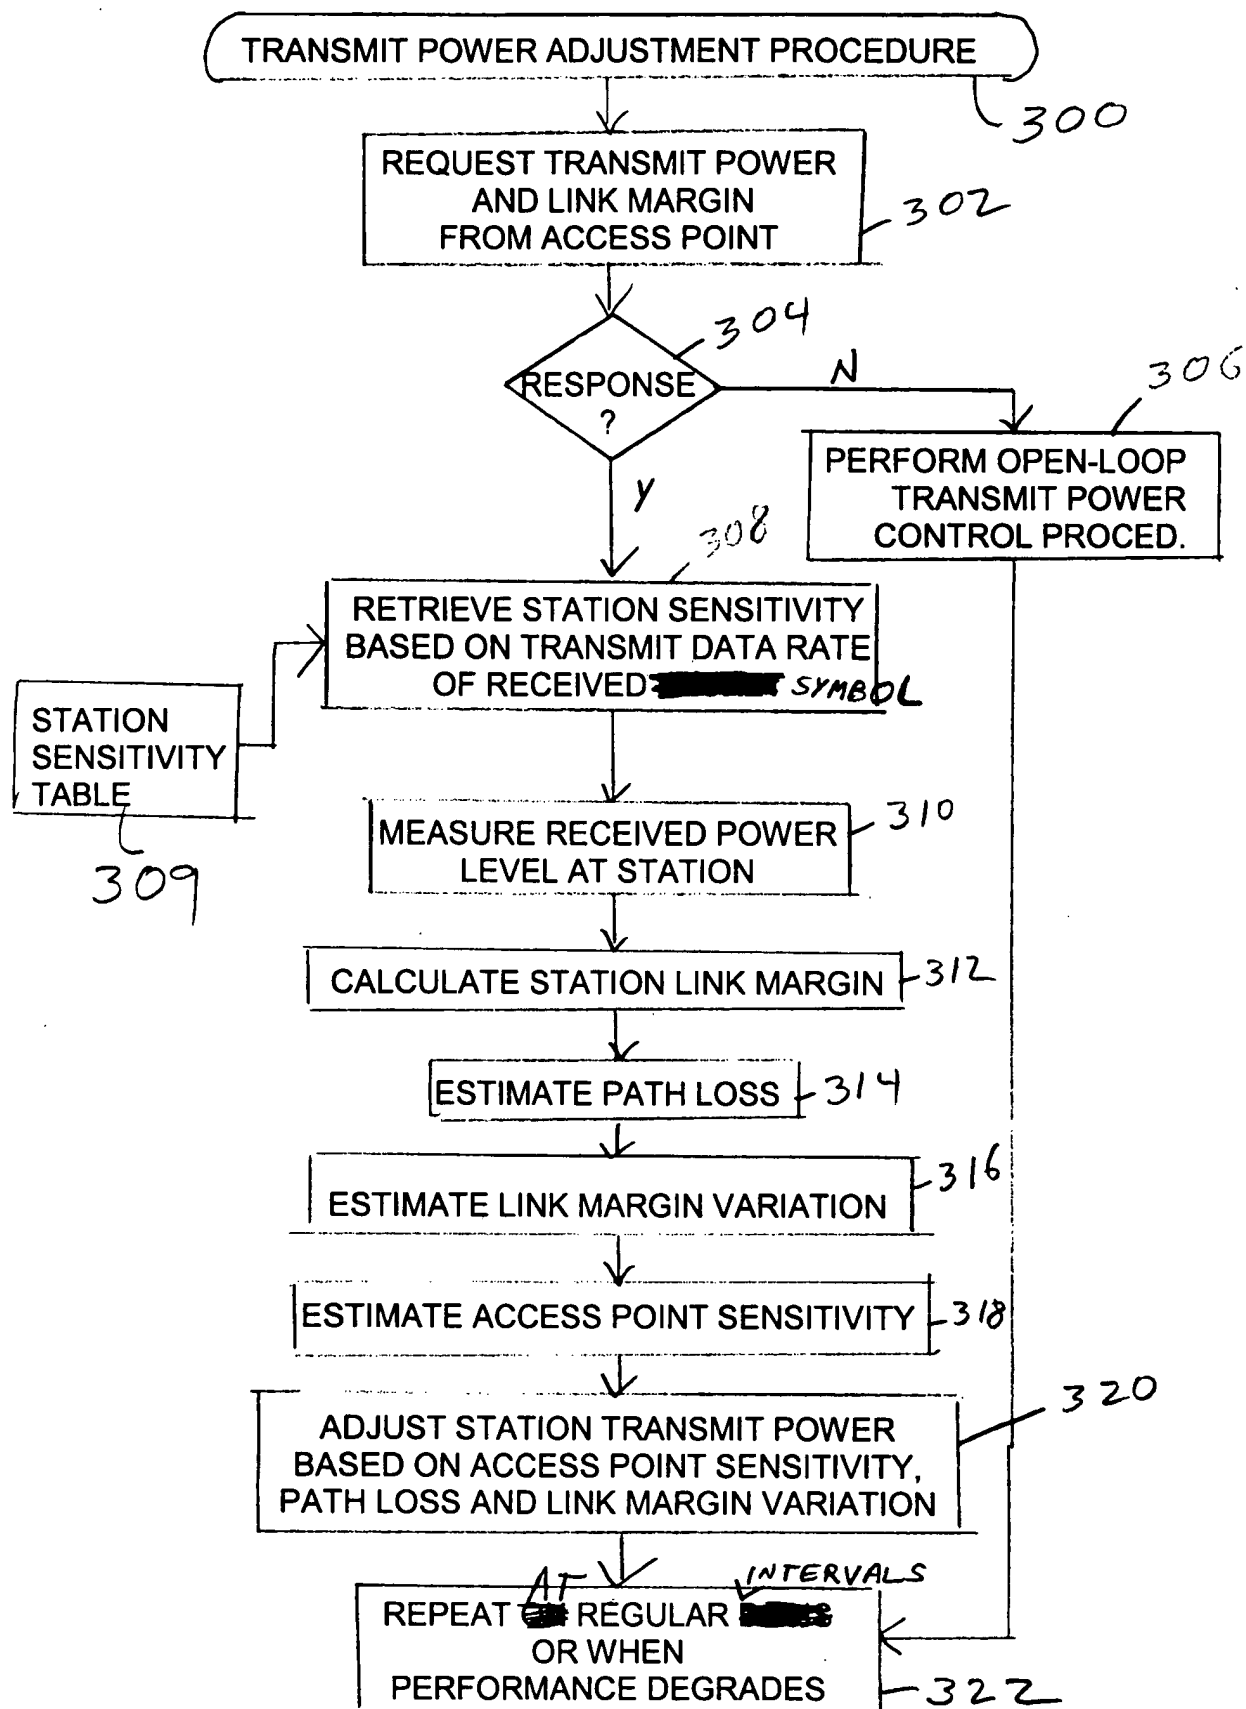 TRANSMIT POWER ADJUSTMENT PROCEDURE
300
REQUEST TRANSMIT POWER
AND LINK MARGIN
FROM ACCESS POINT
302
304
RESPONSE
?
N
306
PERFORM OPEN-LOOP
TRANSMIT POWER
CONTROL PROCED.
Y
308
RETRIEVE STATION SENSITIVITY
BASED ON TRANSMIT DATA RATE
OF RECEIVED SYMBOL
STATION
SENSITIVITY
TABLE
309
MEASURE RECEIVED POWER
LEVEL AT STATION
310
CALCULATE STATION LINK MARGIN
312
ESTIMATE PATH LOSS
314
ESTIMATE LINK MARGIN VARIATION
316
ESTIMATE ACCESS POINT SENSITIVITY
318
ADJUST STATION TRANSMIT POWER
BASED ON ACCESS POINT SENSITIVITY,
PATH LOSS AND LINK MARGIN VARIATION
320
AT INTERVALS
REPEAT REGULAR
OR WHEN
PERFORMANCE DEGRADES
322